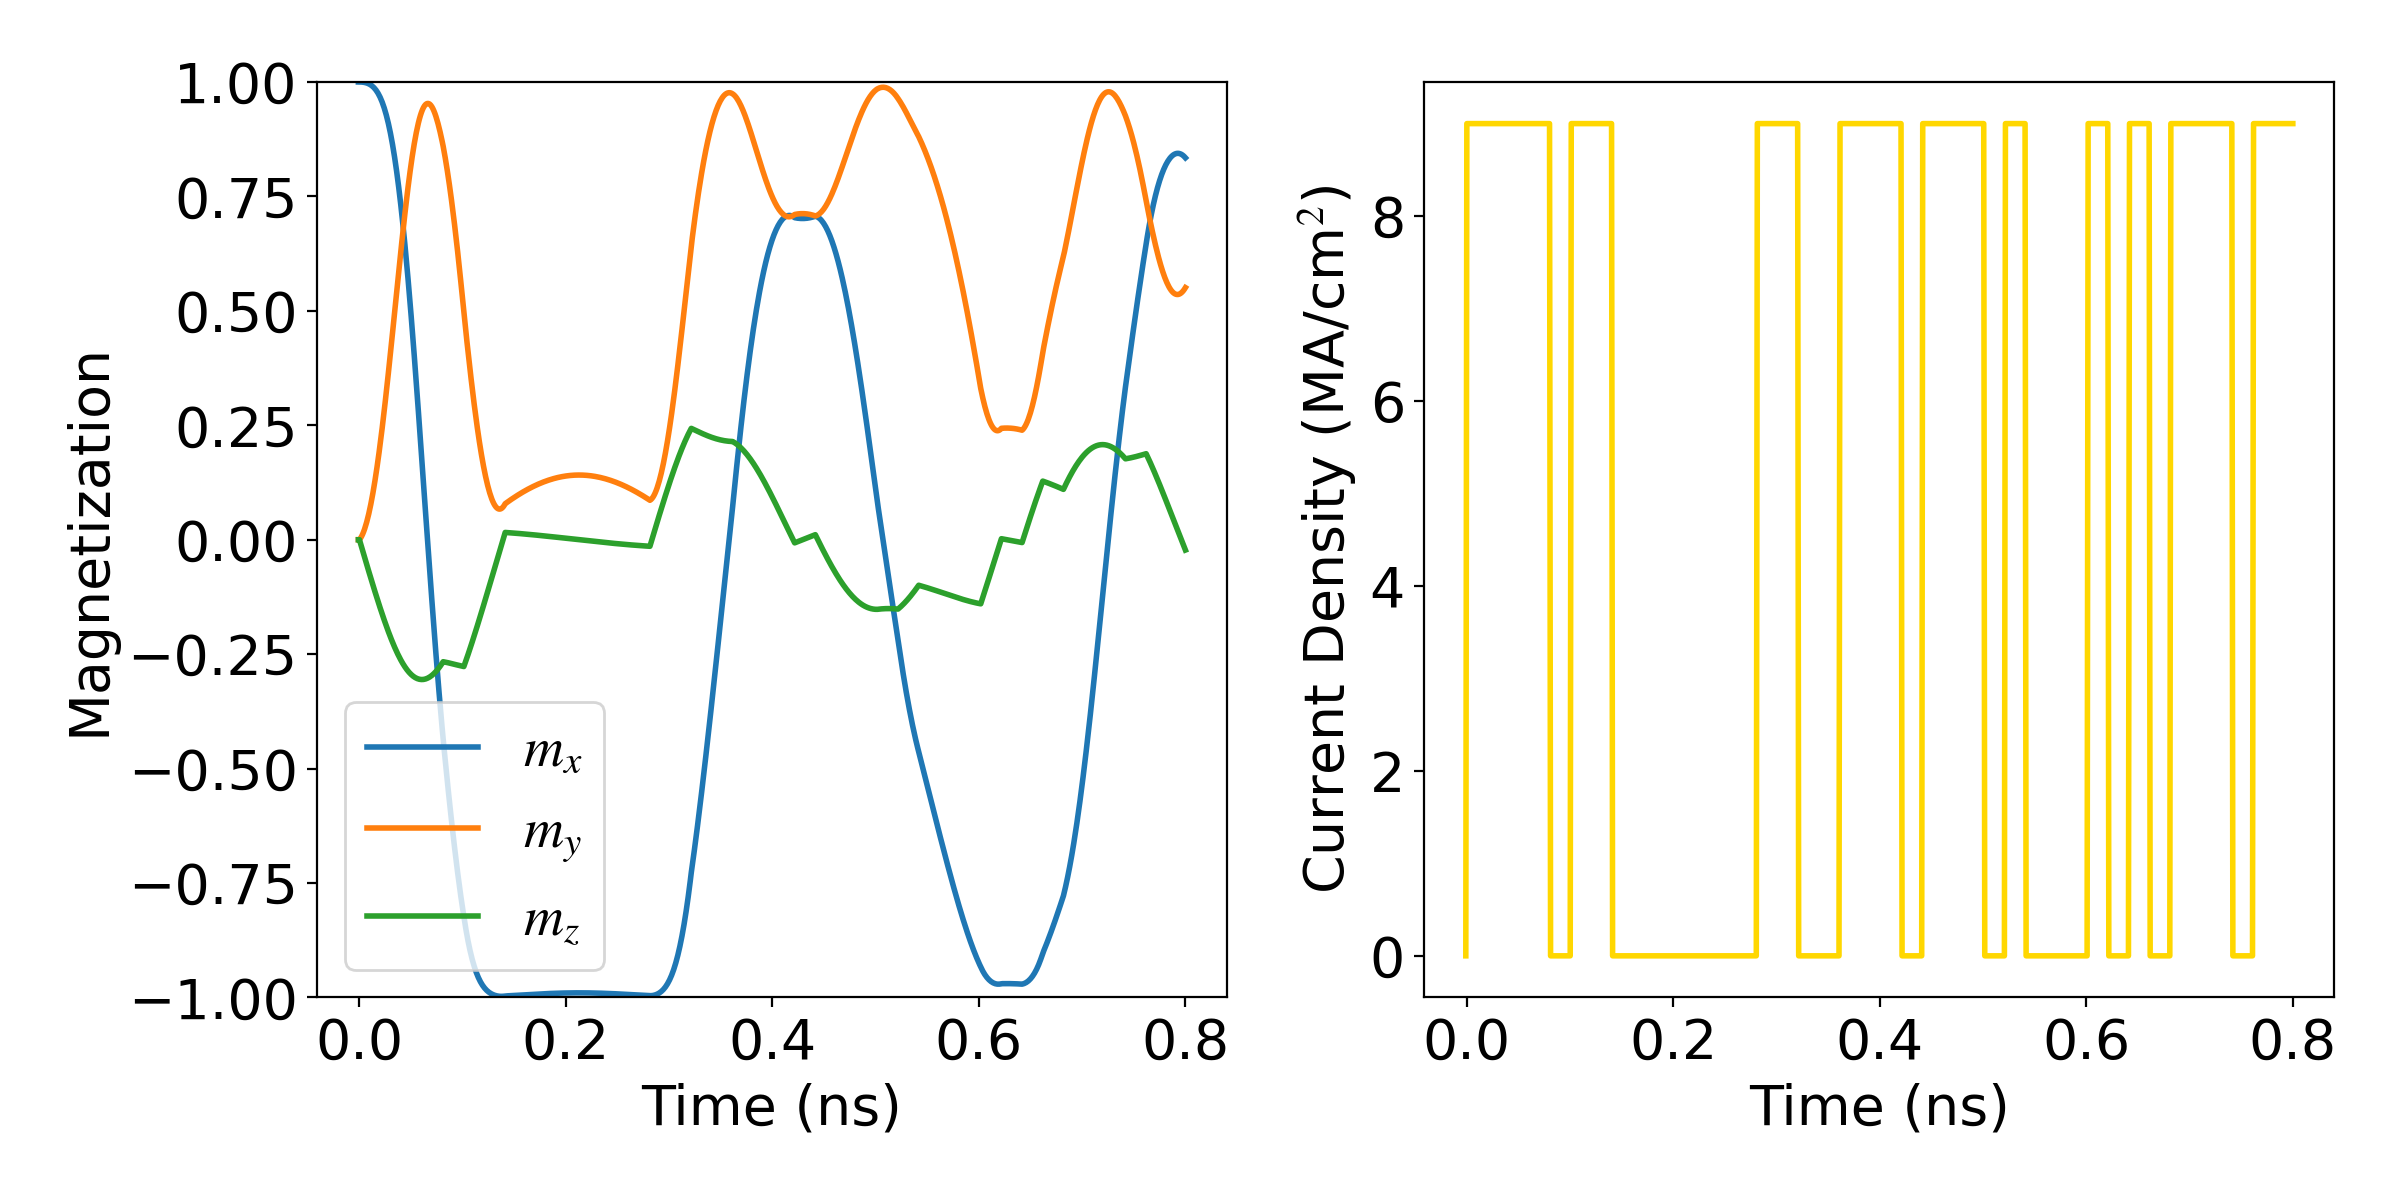 Magnetization
1.00
0.75
0.50
0.25
0.00
−0.25
−0.50
−0.75
−1.00
m_x
m_y
m_z
0.0 0.2 0.4 0.6 0.8
Time (ns)
Current Density (MA/cm²)
8
6
4
2
0
0.0 0.2 0.4 0.6 0.8
Time (ns)